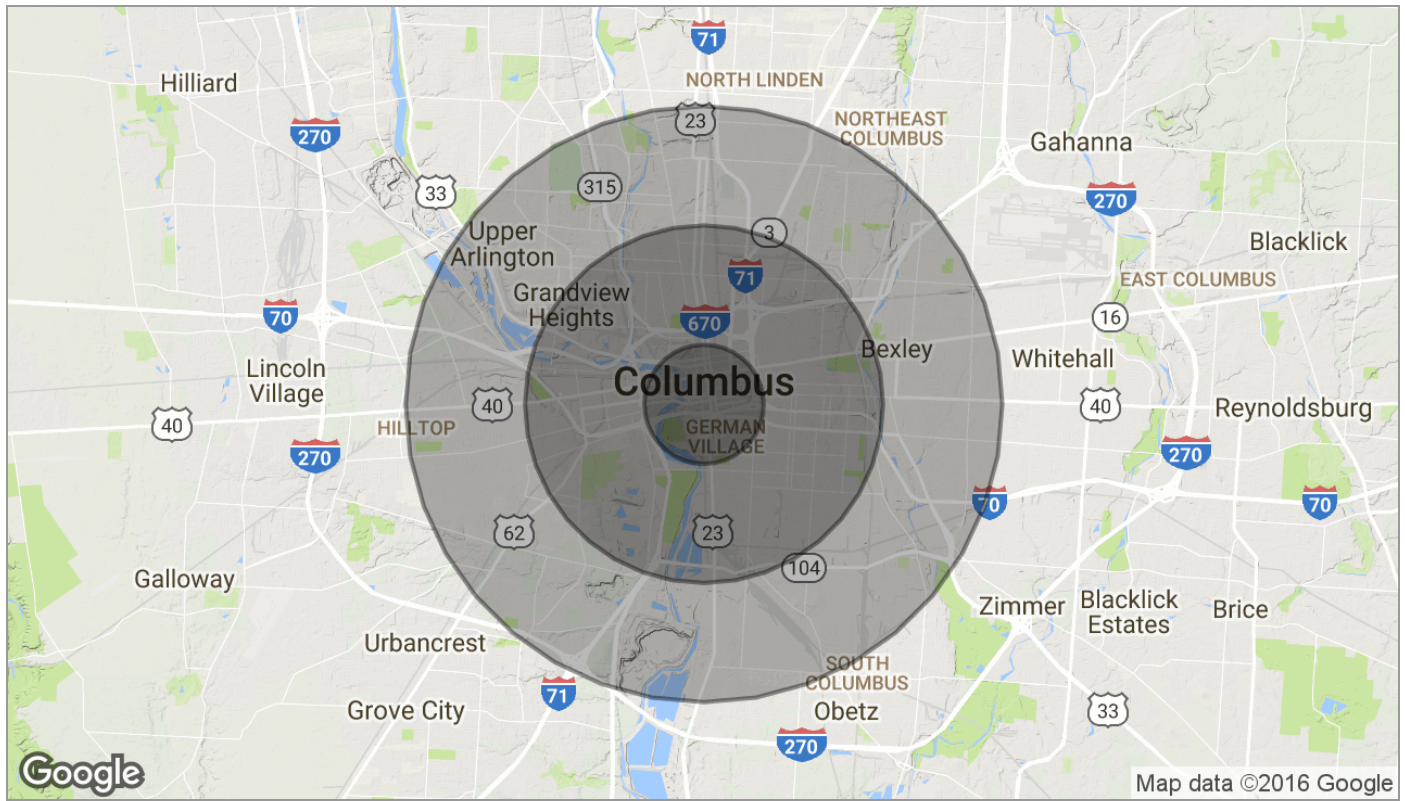 71
NORTH LINDEN
Hilliard
23
NORTHEAST
COLUMBUS
270
Gahanna
315
33
270
Upper
Arlington
3
Blacklick
71
EAST COLUMBUS
Grandview
Heights
70
670
16
Bexley
Whitehall
Lincoln
Village
Columbus
40
40
40
Reynoldsburg
HILLTOP
GERMAN
VILLAGE
270
270
70
70
62
23
104
Galloway
Zimmer
Blacklick
Estates
Brice
Urbancrest
SOUTH
COLUMBUS
71
Grove City
Obetz
33
270
Google
Map data ©2016 Google